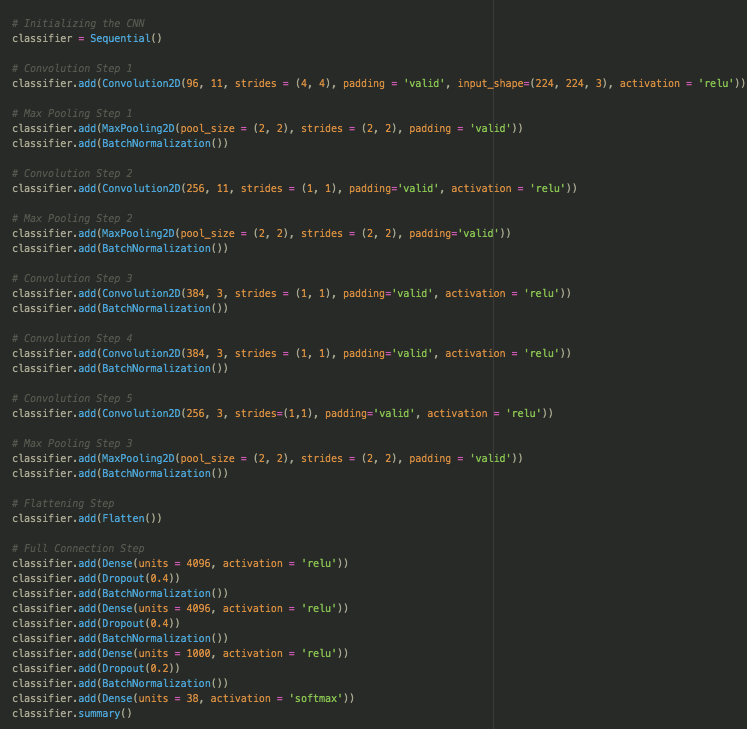 # Initializing the CNN
classifier = Sequential()
# Convolution Step 1
classifier.add(Convolution2D(96, 11, strides = (4, 4), padding = 'valid', input_shape=(224, 224, 3), activation = 'relu'))
# Max Pooling Step 1
classifier.add(MaxPooling2D(pool_size = (2, 2), strides = (2, 2), padding = 'valid'))
classifier.add(BatchNormalization())
# Convolution Step 2
classifier.add(Convolution2D(256, 11, strides = (1, 1), padding='valid', activation = 'relu'))
# Max Pooling Step 2
classifier.add(MaxPooling2D(pool_size = (2, 2), strides = (2, 2), padding='valid'))
classifier.add(BatchNormalization())
# Convolution Step 3
classifier.add(Convolution2D(384, 3, strides = (1, 1), padding='valid', activation = 'relu'))
classifier.add(BatchNormalization())
# Convolution Step 4
classifier.add(Convolution2D(384, 3, strides = (1, 1), padding='valid', activation = 'relu'))
classifier.add(BatchNormalization())
# Convolution Step 5
classifier.add(Convolution2D(256, 3, strides=(1,1), padding='valid', activation = 'relu'))
# Max Pooling Step 3
classifier.add(MaxPooling2D(pool_size = (2, 2), strides = (2, 2), padding = 'valid'))
classifier.add(BatchNormalization())
# Flattening Step
classifier.add(Flatten())
# Full Connection Step
classifier.add(Dense(units = 4096, activation = 'relu'))
classifier.add(Dropout(0.4))
classifier.add(BatchNormalization())
classifier.add(Dense(units = 4096, activation = 'relu'))
classifier.add(Dropout(0.4))
classifier.add(BatchNormalization())
classifier.add(Dense(units = 1000, activation = 'relu'))
classifier.add(Dropout(0.2))
classifier.add(BatchNormalization())
classifier.add(Dense(units = 38, activation = 'softmax'))
classifier.summary()